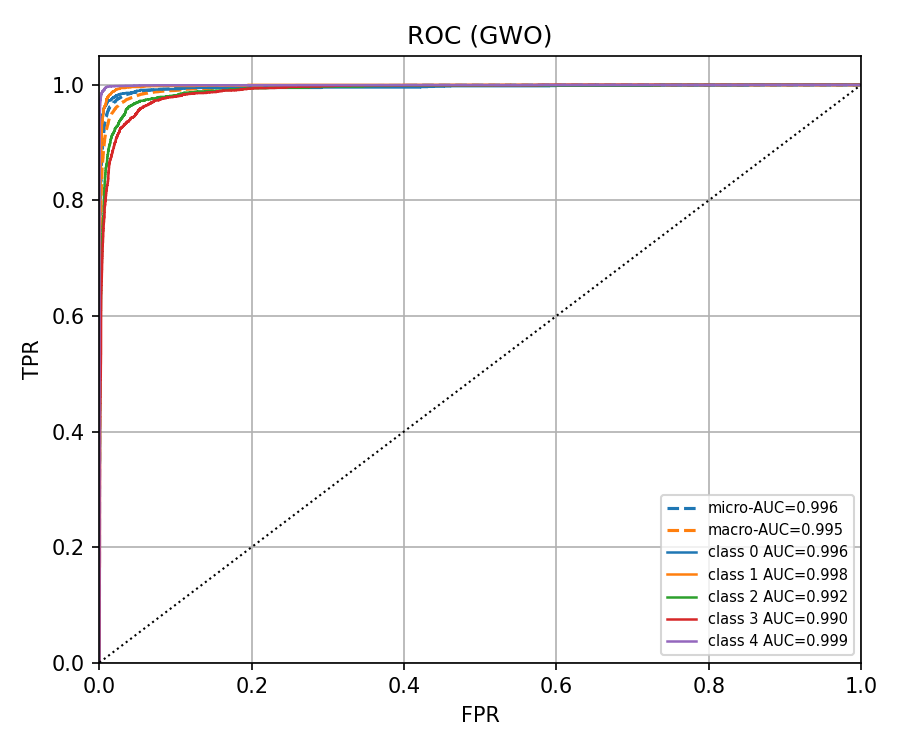 ROC (GWO)
1.0
0.8
0.6
0.4
0.2
0.0
TPR
0.0 0.2 0.4 0.6 0.8 1.0
FPR
micro-AUC=0.996
macro-AUC=0.995
class 0 AUC=0.996
class 1 AUC=0.998
class 2 AUC=0.992
class 3 AUC=0.990
class 4 AUC=0.999